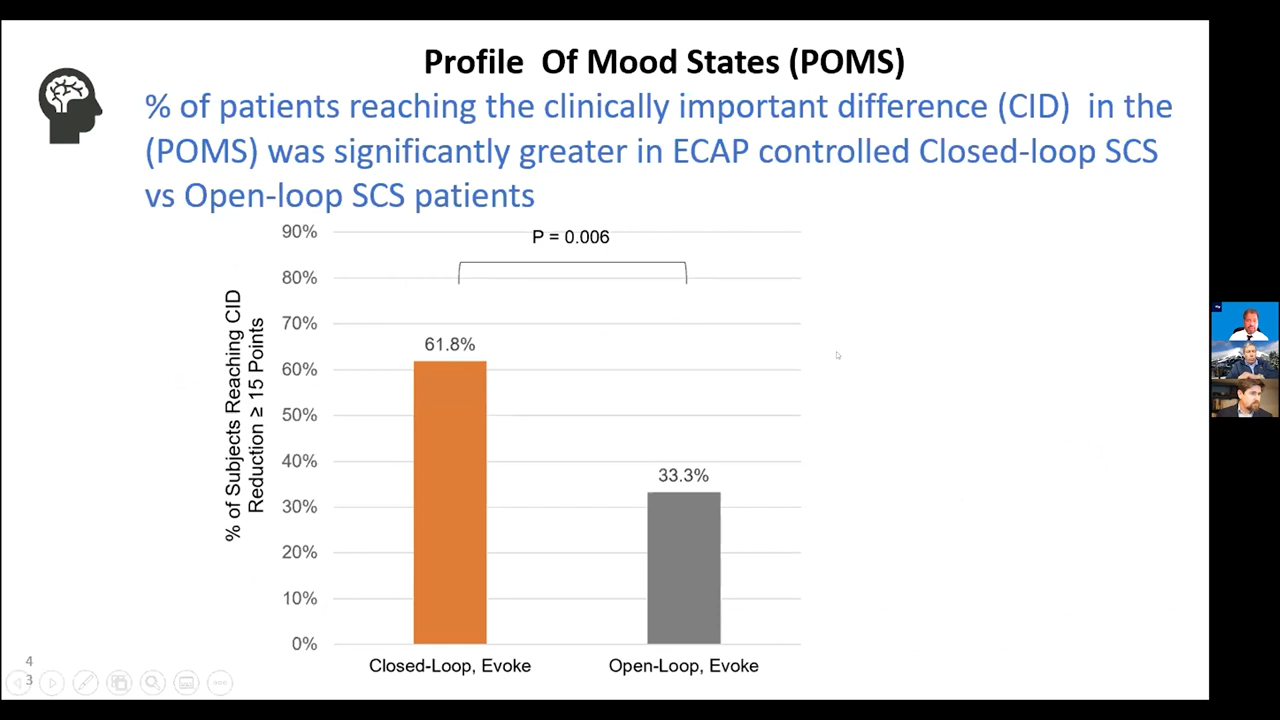 Profile Of Mood States (POMS)
% of patients reaching the clinically important difference (CID) in the
(POMS) was significantly greater in ECAP controlled Closed-loop SCS
vs Open-loop SCS patients
P = 0.006
90%
80%
70%
60%
50%
40%
30%
20%
10%
0%
% of Subjects Reaching CID
Reduction ≥ 15 Points
61.8%
33.3%
Closed-Loop, Evoke
Open-Loop, Evoke
4
3